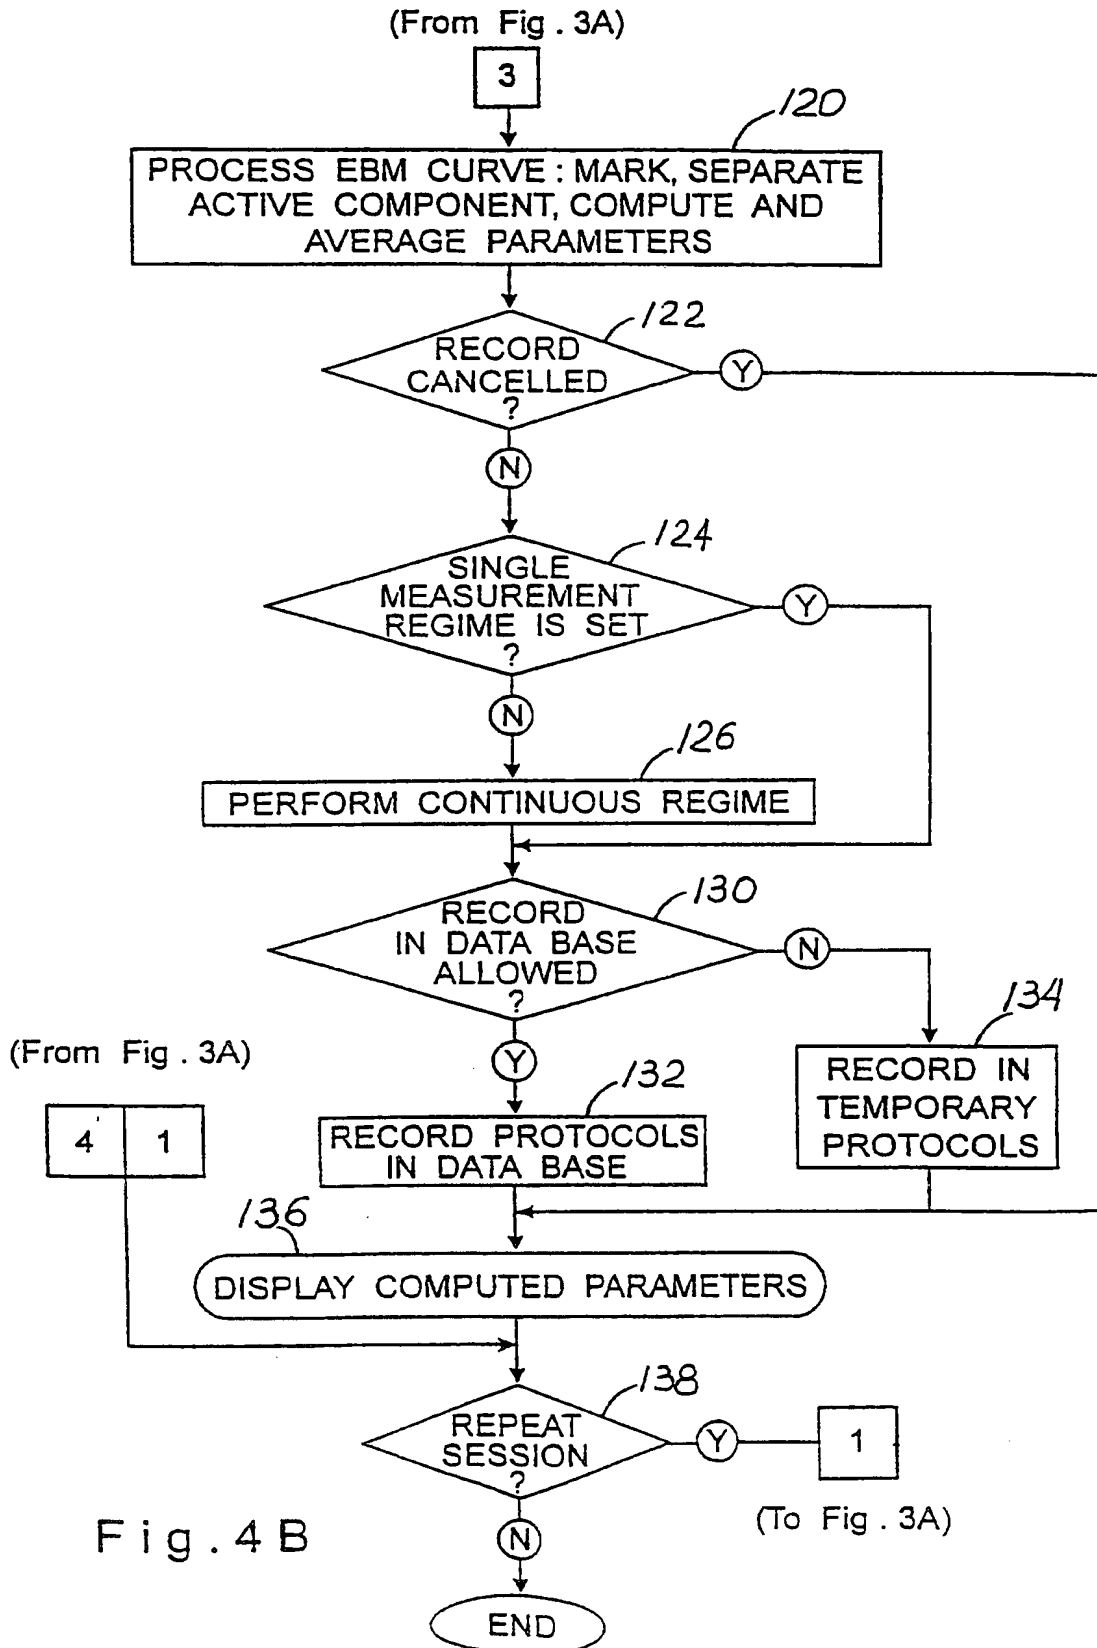 (From Fig. 3A)
3
120
PROCESS EBM CURVE: MARK, SEPARATE
ACTIVE COMPONENT, COMPUTE AND
AVERAGE PARAMETERS
122
RECORD
CANCELLED
?
Y
N
124
SINGLE
MEASUREMENT
REGIME IS SET
?
Y
N
126
PERFORM CONTINUOUS REGIME
130
RECORD
IN DATA BASE
ALLOWED
?
N
Y
134
RECORD IN
TEMPORARY
PROTOCOLS
(From Fig. 3A)
4 1
132
RECORD PROTOCOLS
IN DATA BASE
136
DISPLAY COMPUTED PARAMETERS
138
REPEAT
SESSION
?
Y
1
(To Fig. 3A)
N
Fig. 4B
END